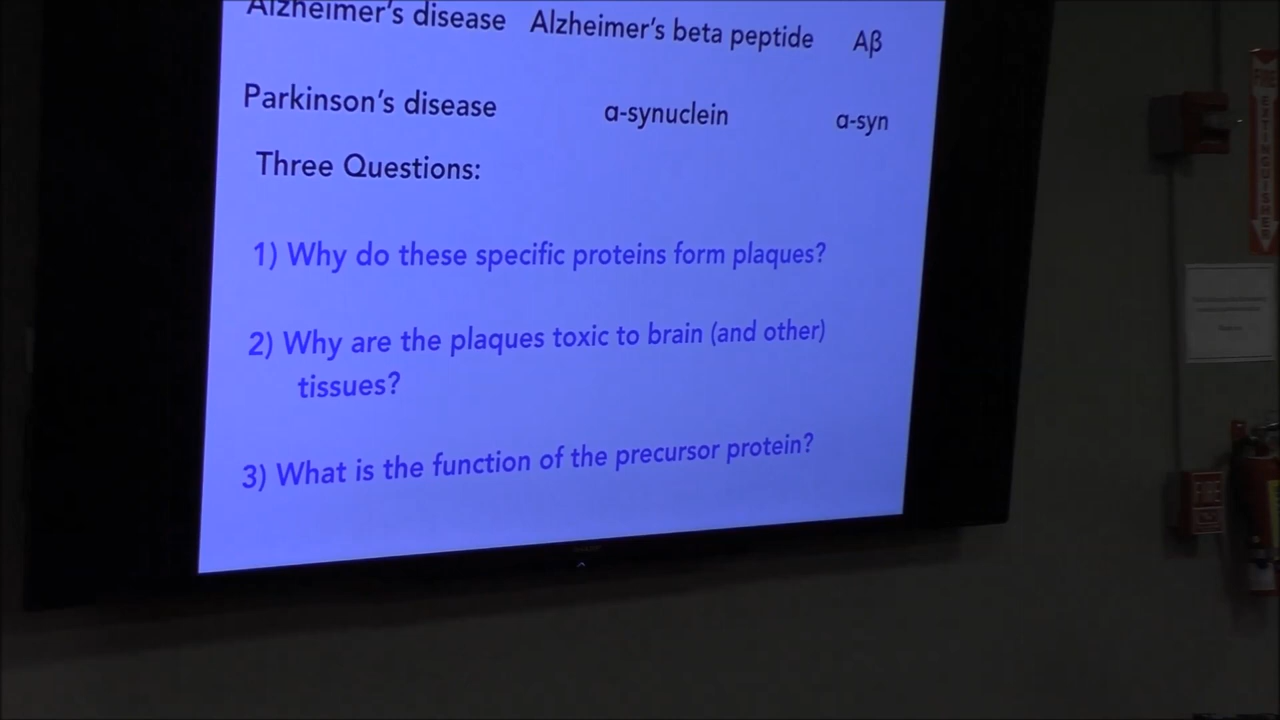 Alzheimer's disease Alzheimer's beta peptide Aβ
Parkinson's disease α-synuclein α-syn
Three Questions:
1) Why do these specific proteins form plaques?
2) Why are the plaques toxic to brain (and other)
tissues?
3) What is the function of the precursor protein?
EXTINGUISHER
FIRE